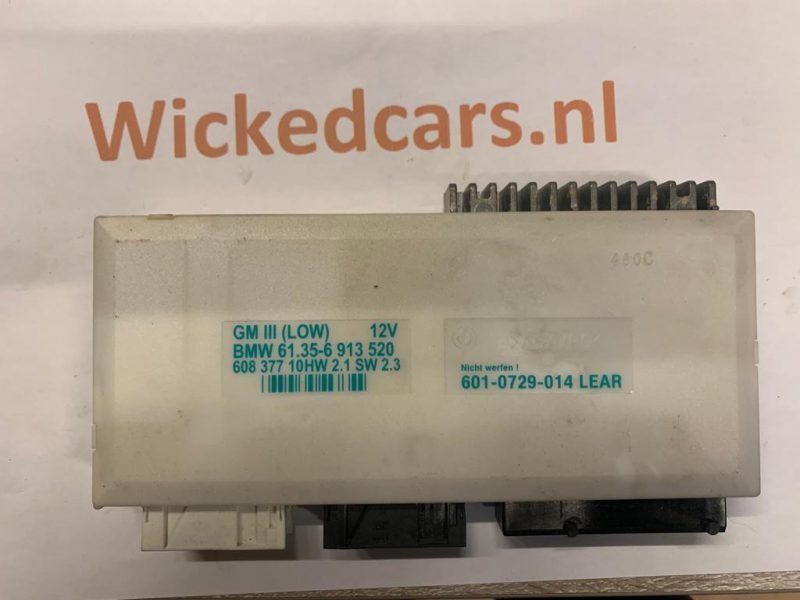 Wickedcars.nl
460C
GM III (LOW) 12V
BMW 61.35-6 913 520
608 377 10HW 2.1 SW 2.3
Nicht werfen !
601-0729-014 LEAR